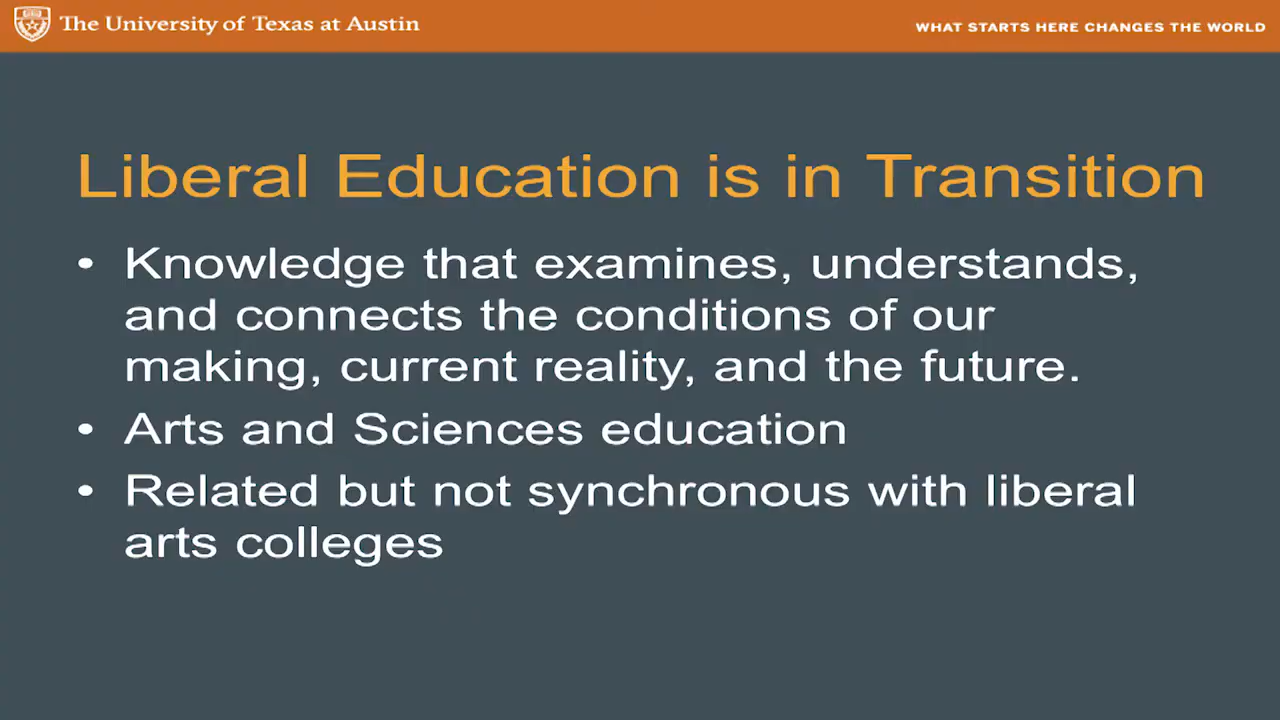 The University of Texas at Austin
WHAT STARTS HERE CHANGES THE WORLD
Liberal Education is in Transition
• Knowledge that examines, understands,
and connects the conditions of our
making, current reality, and the future.
• Arts and Sciences education
• Related but not synchronous with liberal
arts colleges